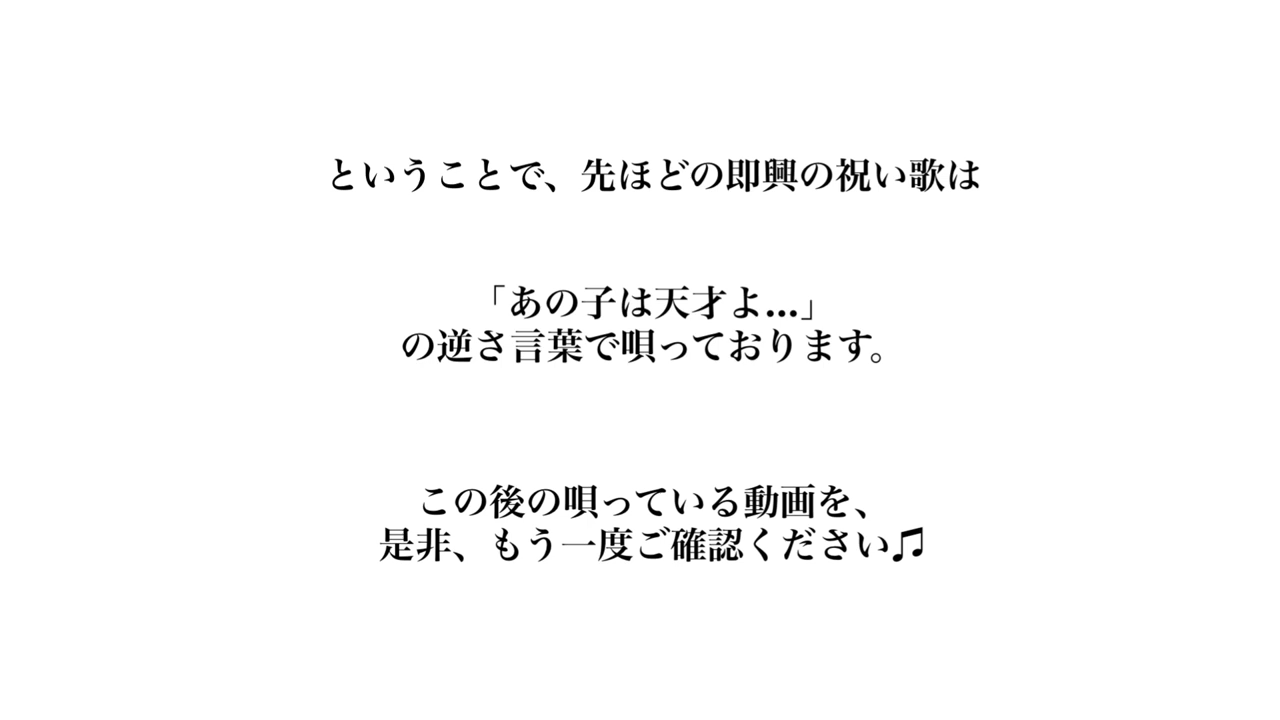 ということで、先ほどの即興の祝い歌は
「あの子は天才よ...」
の逆さ言葉で唄っております。
この後の唄っている動画を、
是非、もう一度ご確認ください♫